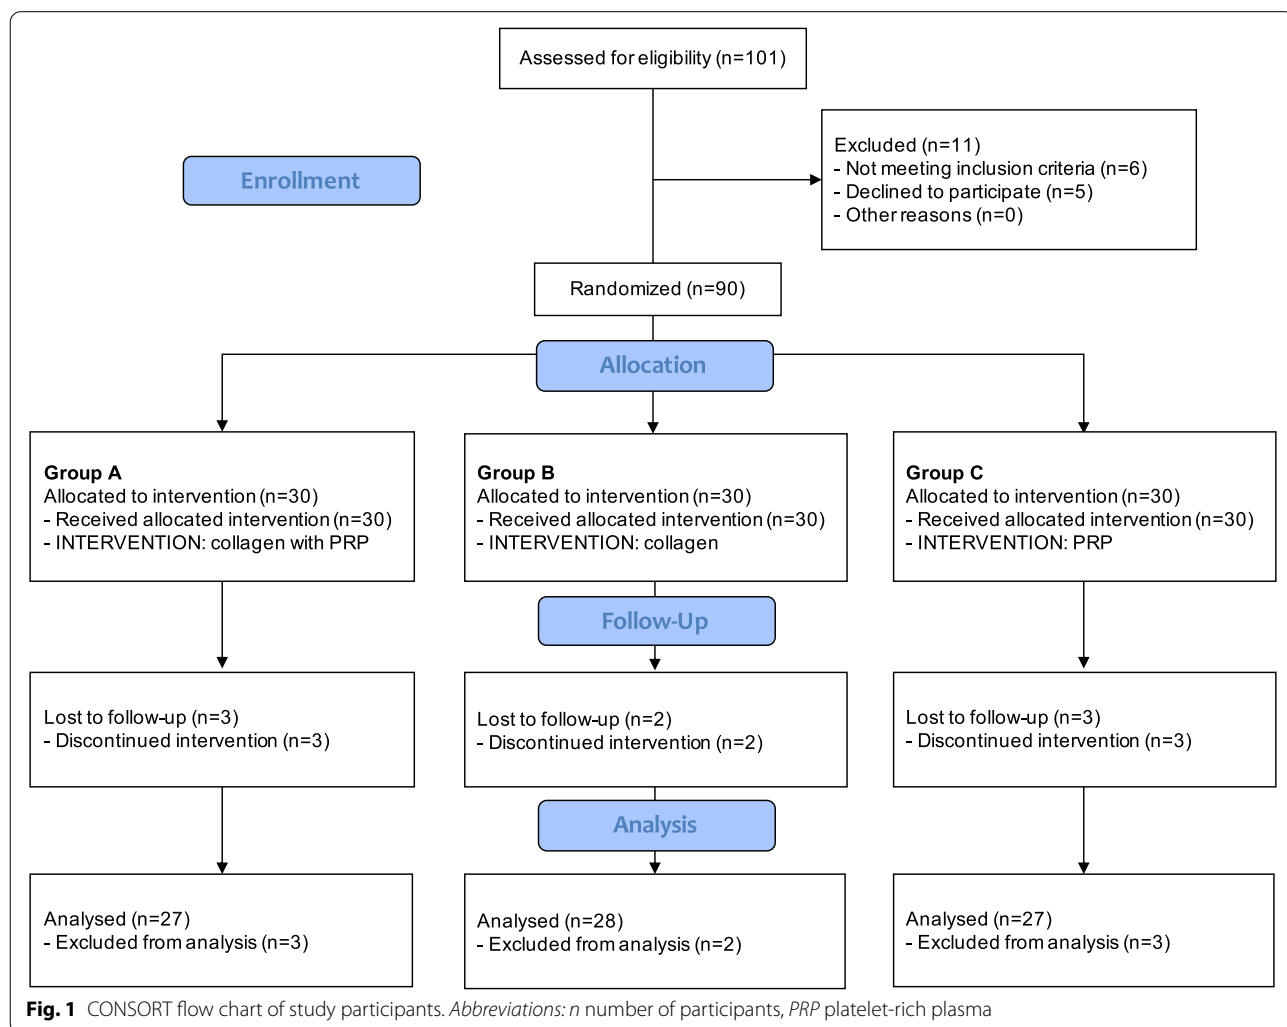 Assessed for eligibility (n=101)
Excluded (n=11)
- Not meeting inclusion criteria (n=6)
- Declined to participate (n=5)
- Other reasons (n=0)
Enrollment
Randomized (n=90)
Allocation
Group A
Allocated to intervention (n=30)
- Received allocated intervention (n=30)
- INTERVENTION: collagen with PRP
Group B
Allocated to intervention (n=30)
- Received allocated intervention (n=30)
- INTERVENTION: collagen
Group C
Allocated to intervention (n=30)
- Received allocated intervention (n=30)
- INTERVENTION: PRP
Follow-Up
Lost to follow-up (n=3)
- Discontinued intervention (n=3)
Lost to follow-up (n=2)
- Discontinued intervention (n=2)
Lost to follow-up (n=3)
- Discontinued intervention (n=3)
Analysis
Analysed (n=27)
- Excluded from analysis (n=3)
Analysed (n=28)
- Excluded from analysis (n=2)
Analysed (n=27)
- Excluded from analysis (n=3)
Fig. 1 CONSORT flow chart of study participants. Abbreviations: n number of participants, PRP platelet-rich plasma